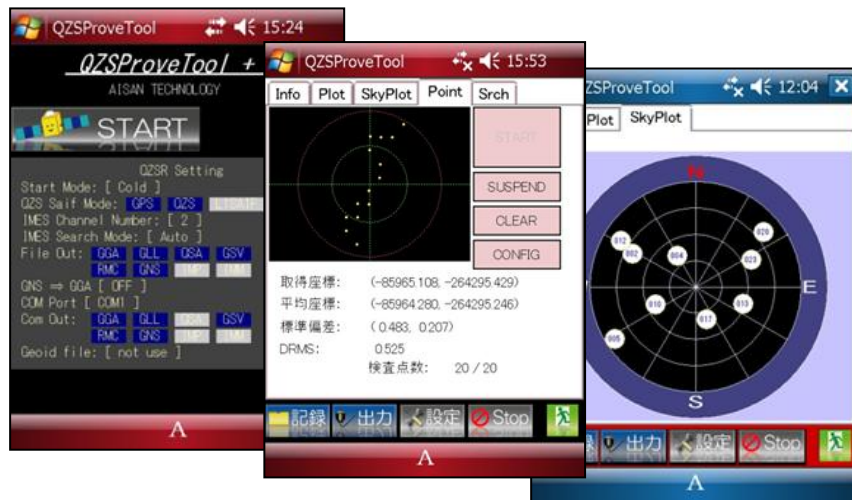 QZSProveTool 15:24
QZSProveTool +
AISAN TECHNOLOGY
START
QZSR Setting
Start Mode: [ Cold ]
QZS Saif Mode: GPS QZS L1SAIF
IMES Channel Number: [ 2 ]
IMES Search Mode: [ Auto ]
File Out: GGA GLL GSA GSV
RMC GNS
GNS ⇒ GGA [ OFF ]
COM Port [ COM1 ]
Com Out: GGA GLL GSA GSV
RMC GNS
Geoid file: [ not use ]
A
QZSProveTool 15:53
Info Plot SkyPlot Point Srch
START
SUSPEND
CLEAR
CONFIG
取得座標: (-85965.108, -264295.429)
平均座標: (-85964.280, -264295.246)
標準偏差: (0.483, 0.207)
DRMS: 0.525
検査点数: 20 / 20
記録 出力 設定 Stop
A
ZSProveTool 12:04
Plot SkyPlot
N
E
S
012
002
004
028
010
017
005
出力 設定 Stop
A